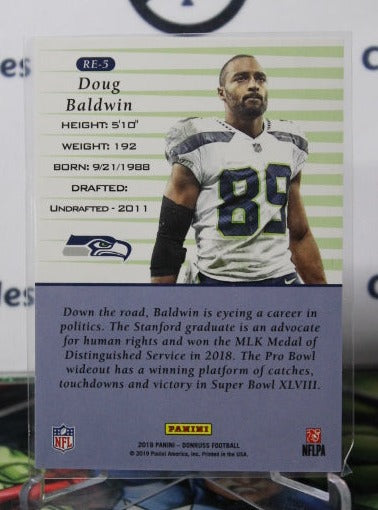 RE-5
Doug
Baldwin
HEIGHT: 5'10"
WEIGHT: 192
BORN: 9/21/1988
DRAFTED:
UNDRAFTED - 2011
89
Down the road, Baldwin is eyeing a career in
politics. The Stanford graduate is an advocate
for human rights and won the MLK Medal of
Distinguished Service in 2018. The Pro Bowl
wideout has a winning platform of catches,
touchdowns and victory in Super Bowl XLVIII.
NFL
PANINI
NFLPA
2018 PANINI – DONRUSS FOOTBALL
© 2019 Panini America, Inc. Printed in the USA.